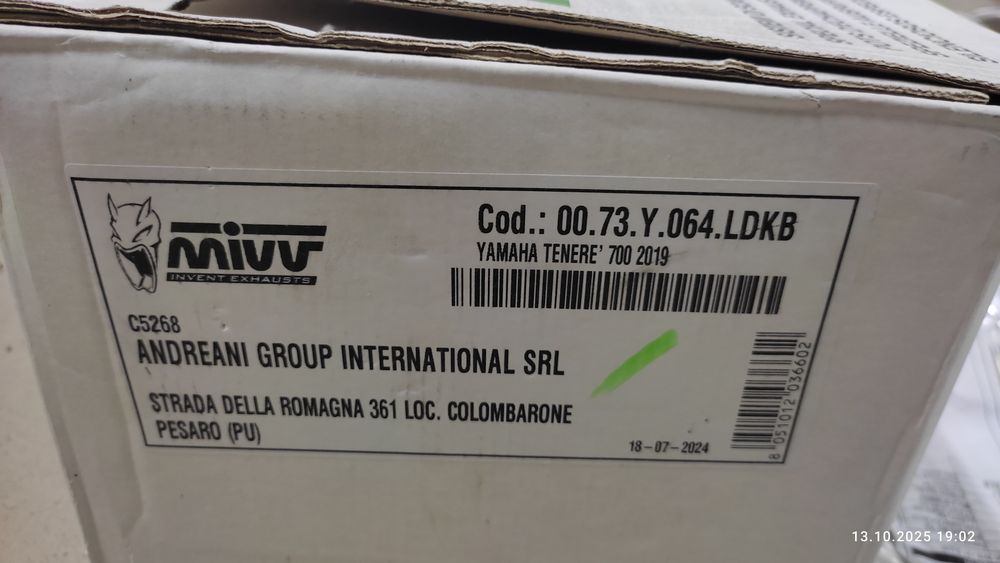 mivv
INVENT EXHAUSTS
Cod.: 00.73.Y.064.LDKB
YAMAHA TENERE' 700 2019
C5268
ANDREANI GROUP INTERNATIONAL SRL
STRADA DELLA ROMAGNA 361 LOC. COLOMBARONE
PESARO (PU)
18-07-2024
8 051012 036602
13.10.2025 19:02